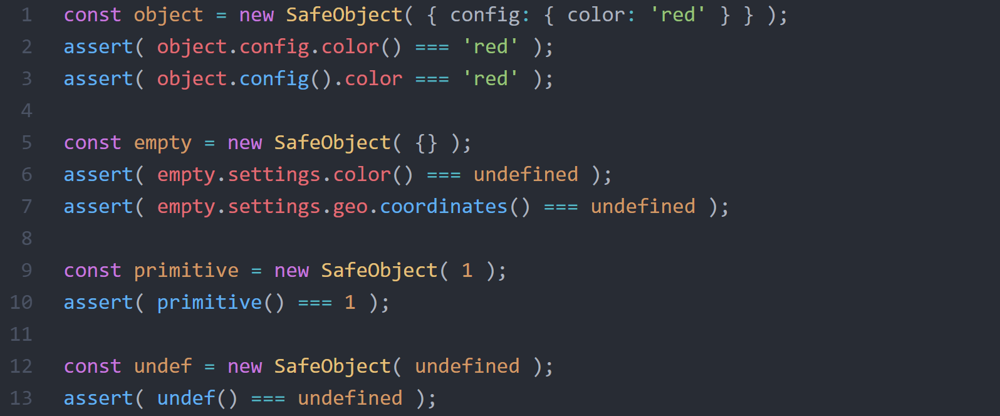 1 const object = new SafeObject( { config: { color: 'red' } } );
2 assert( object.config.color() === 'red' );
3 assert( object.config().color === 'red' );
4
5 const empty = new SafeObject( {} );
6 assert( empty.settings.color() === undefined );
7 assert( empty.settings.geo.coordinates() === undefined );
8
9 const primitive = new SafeObject( 1 );
10 assert( primitive() === 1 );
11
12 const undef = new SafeObject( undefined );
13 assert( undef() === undefined );